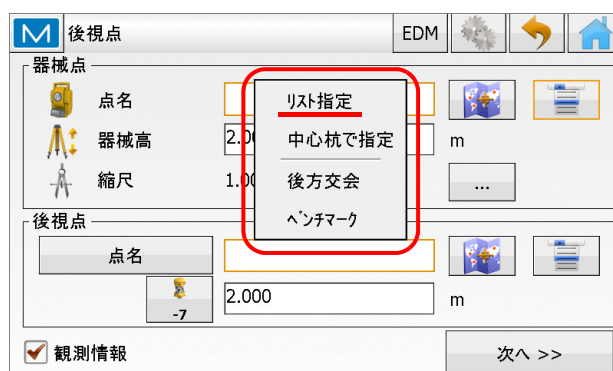 後視点
EDM
器械点
点名
リスト指定
器械高
2.00
中心杭で指定
m
縮尺
1.00
後方交会
...
ベンチマーク
後視点
点名
-7
2.000
m
観測情報
次へ >>